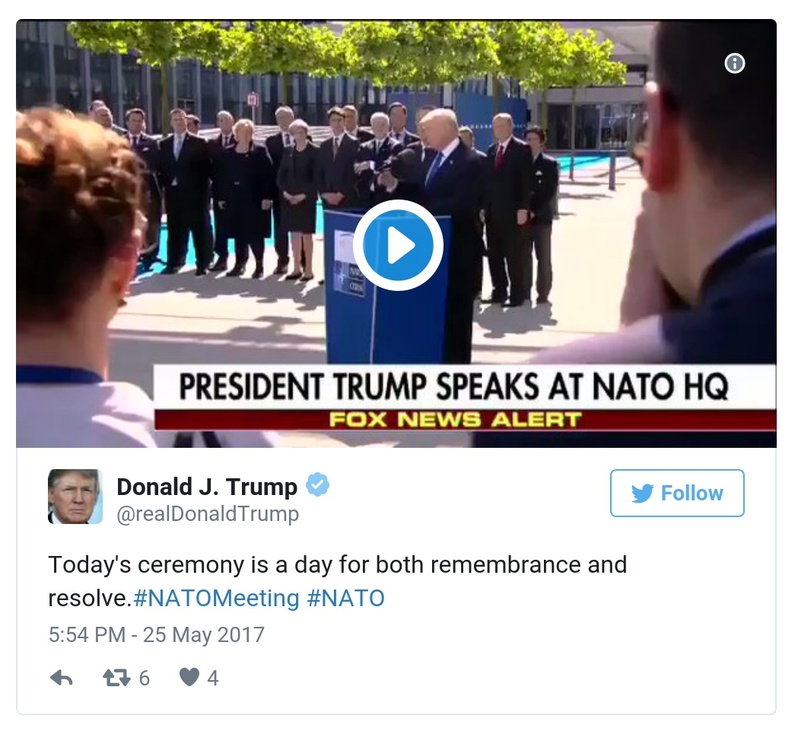 PRESIDENT TRUMP SPEAKS AT NATO HQ
FOX NEWS ALERT
Donald J. Trump
@realDonaldTrump
Follow
Today's ceremony is a day for both remembrance and
resolve.#NATOMeeting #NATO
5:54 PM - 25 May 2017
6
4